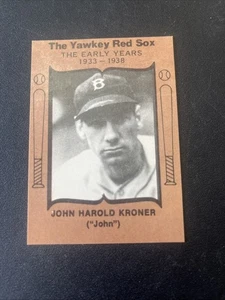 The Yawkey Red Sox
THE EARLY YEARS
1933 - 1938
B
JOHN HAROLD KRONER
("John")